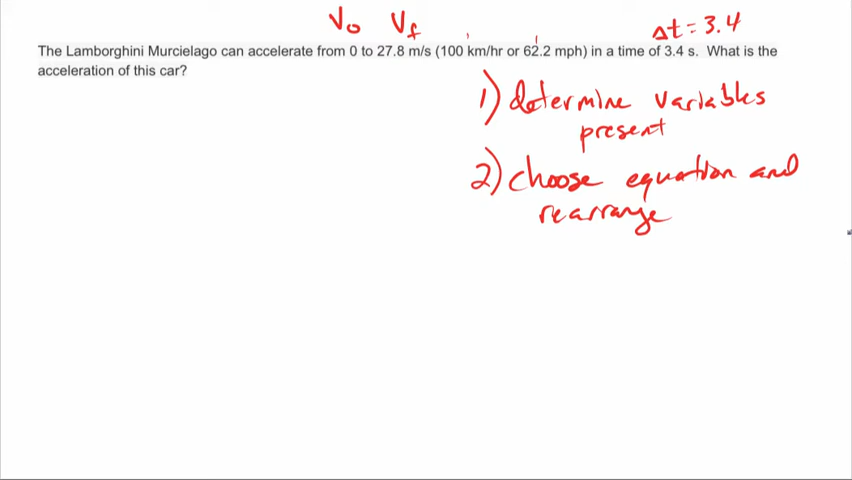 V₀ V_f Δt = 3.4
The Lamborghini Murcielago can accelerate from 0 to 27.8 m/s (100 km/hr or 62.2 mph) in a time of 3.4 s. What is the
acceleration of this car?
1) determine variables
present
2) choose equation and
rearrange